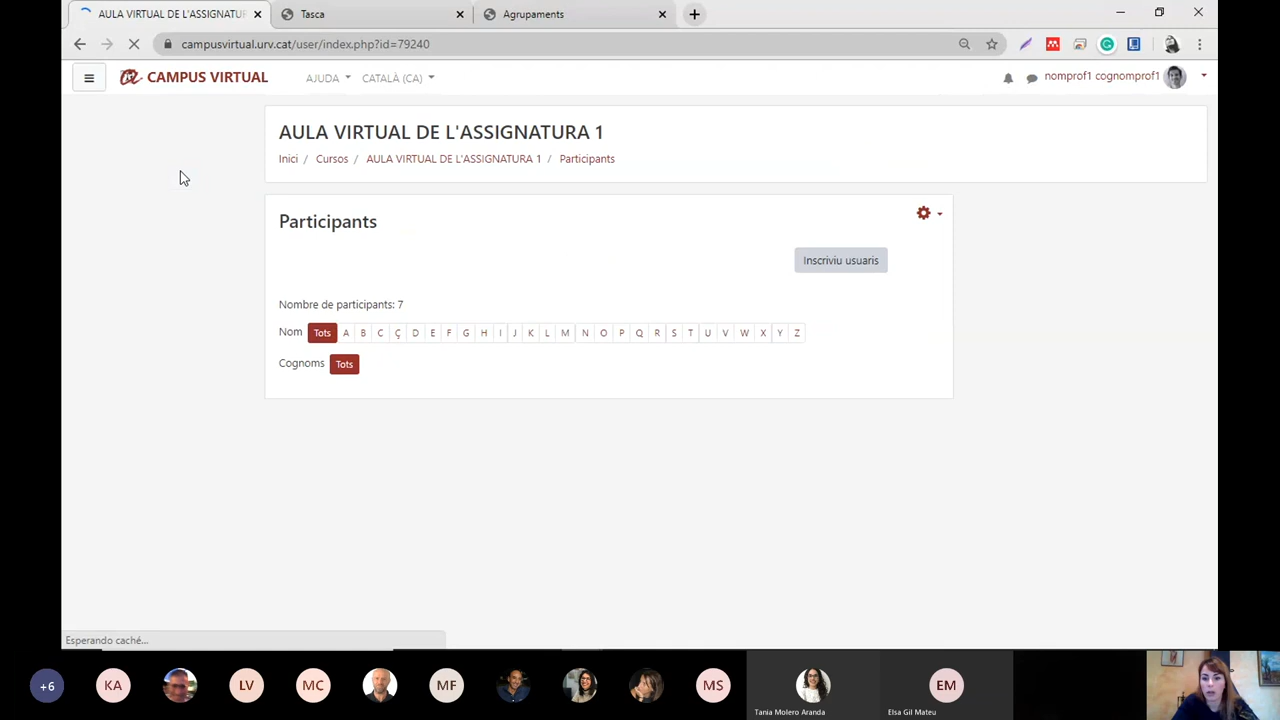 AULA VIRTUAL DE L'ASSIGNATUR
Tasca
Agrupaments
campusvirtual.urv.cat/user/index.php?id=79240
CAMPUS VIRTUAL
AJUDA
CATALÀ (CA)
nomprof1 cognomprof1
AULA VIRTUAL DE L'ASSIGNATURA 1
Inici / Cursos / AULA VIRTUAL DE L'ASSIGNATURA 1 / Participants
Participants
Inscriviu usuaris
Nombre de participants: 7
Nom Tots A B C Ç D E F G H I J K L M N O P Q R S T U V W X Y Z
Cognoms Tots
Esperando caché...
+6 KA LV MC MF MS EM
Tania Molero Aranda
Elsa Gil Mateu